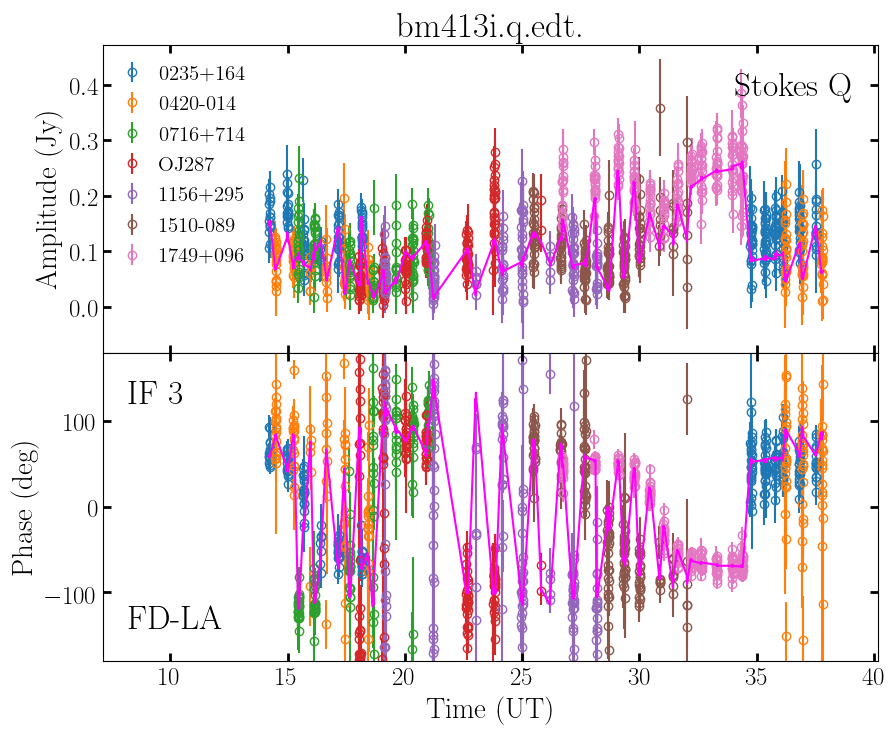 bm413i.q.edt.
Stokes Q
0235+164
0420-014
0716+714
OJ287
1156+295
1510-089
1749+096
Amplitude (Jy)
0.4
0.3
0.2
0.1
0.0
IF 3
FD-LA
Phase (deg)
100
0
−100
10 15 20 25 30 35 40
Time (UT)